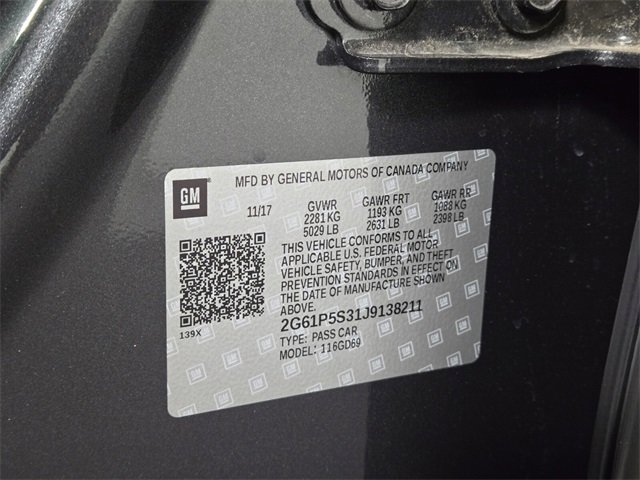 MFD BY GENERAL MOTORS OF CANADA COMPANY
GM
11/17 GVWR GAWR FRT GAWR RR
2281 KG 1193 KG 1088 KG
5029 LB 2631 LB 2398 LB
THIS VEHICLE CONFORMS TO ALL
APPLICABLE U.S. FEDERAL MOTOR
VEHICLE SAFETY, BUMPER, AND THEFT
PREVENTION STANDARDS IN EFFECT ON
THE DATE OF MANUFACTURE SHOWN
ABOVE.
139X
2G61P5S31J9138211
TYPE: PASS CAR
MODEL: 116GD69